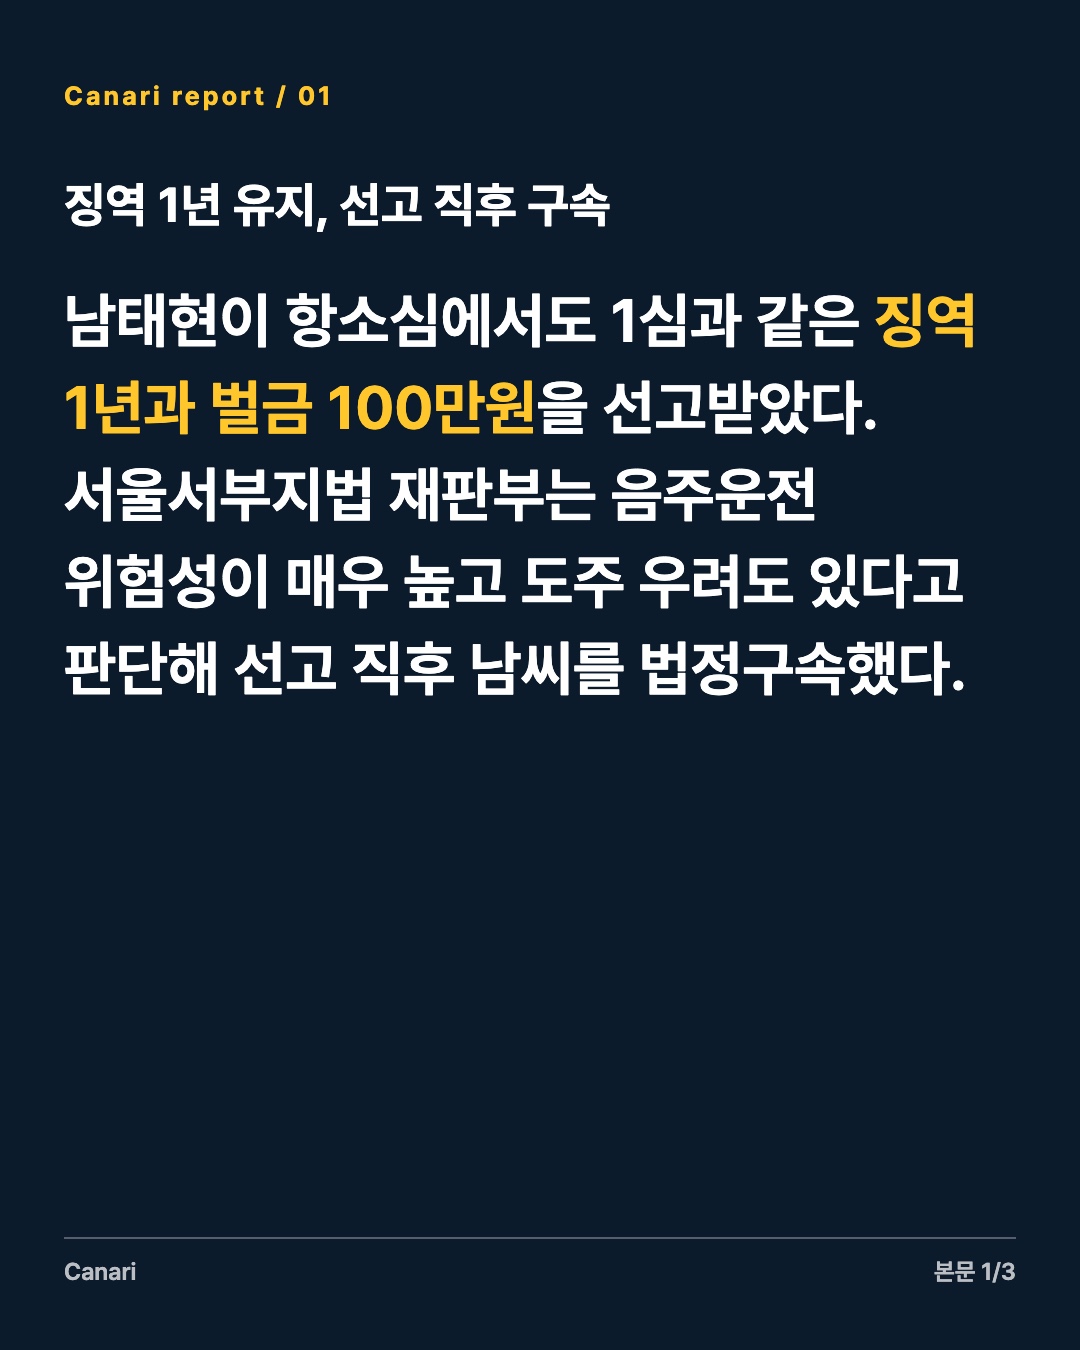 Canari report / 01
징역 1년 유지, 선고 직후 구속
남태현이 항소심에서도 1심과 같은 징역
1년과 벌금 100만원을 선고받았다.
서울서부지법 재판부는 음주운전
위험성이 매우 높고 도주 우려도 있다고
판단해 선고 직후 남씨를 법정구속했다.
Canari
본문 1/3